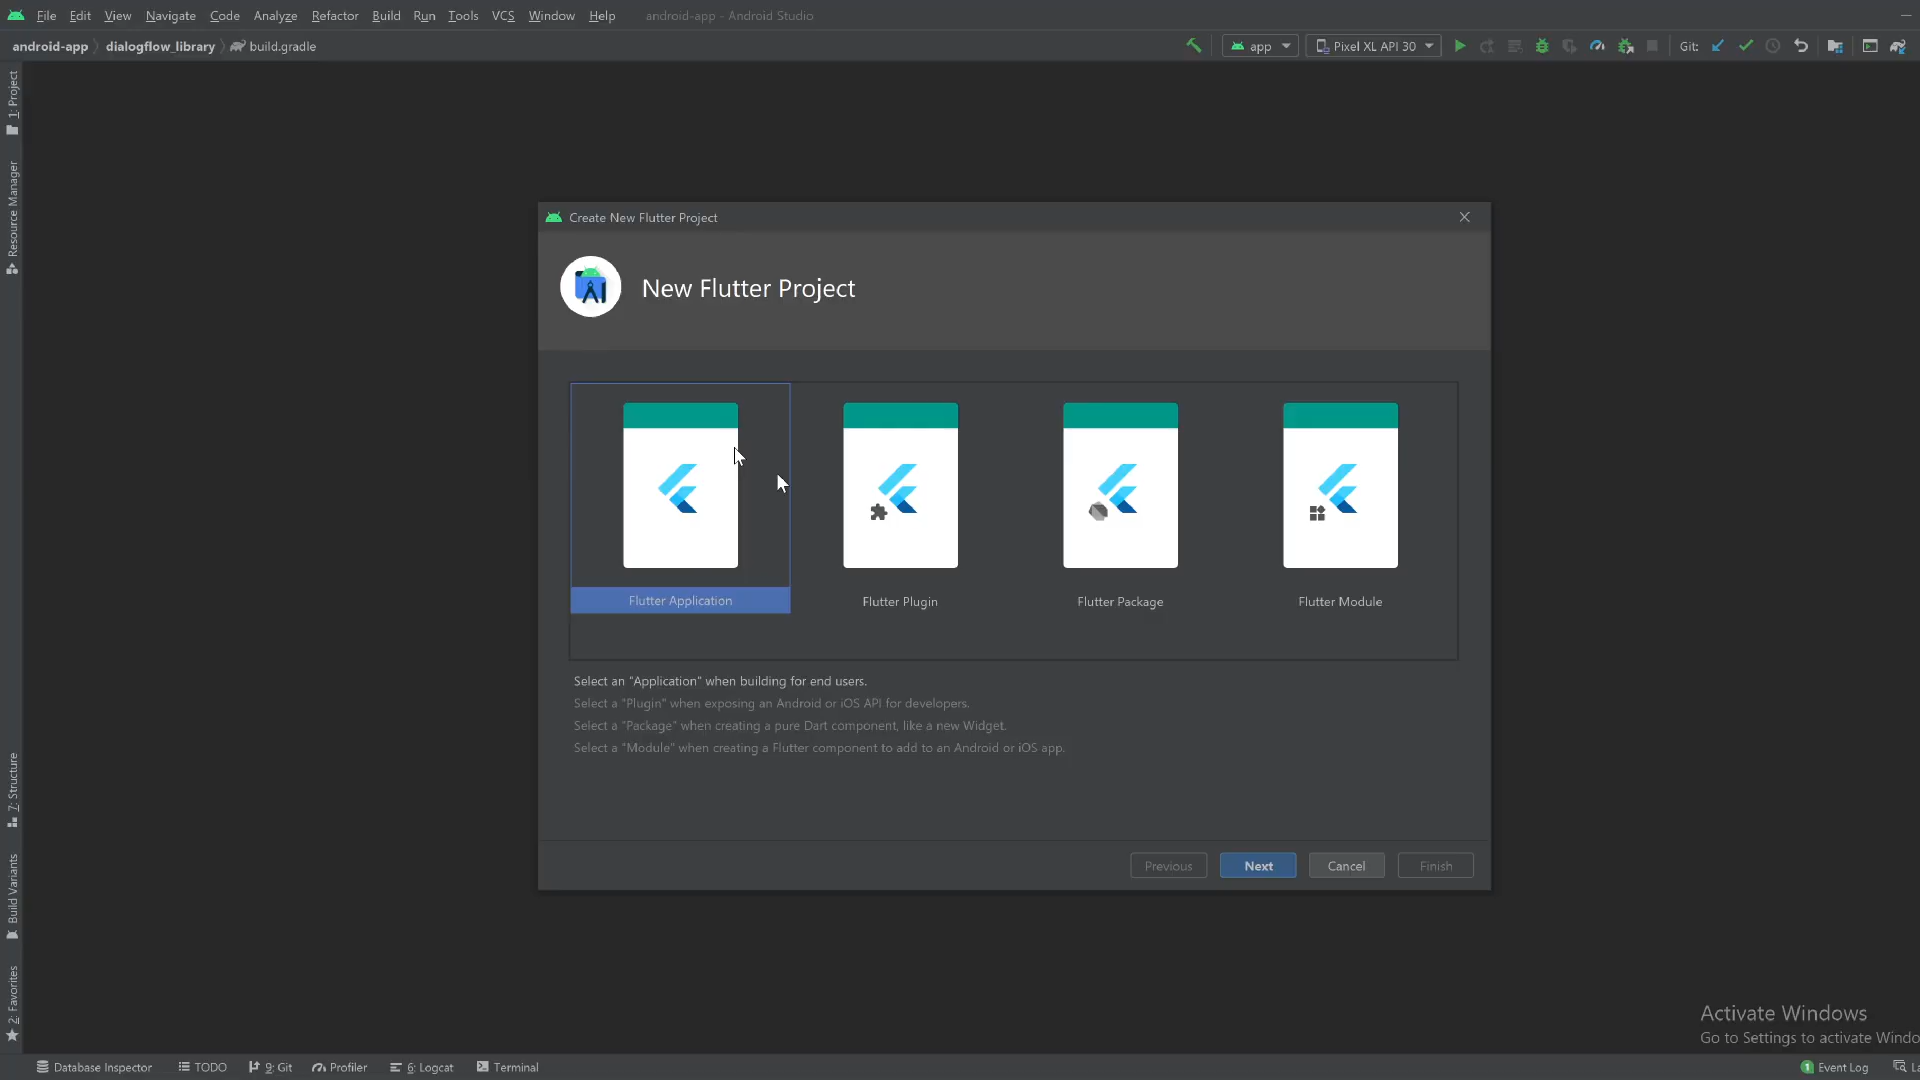 File Edit View Navigate Code Analyze Refactor Build Run Tools VCS Window Help android-app - Android Studio
android-app dialogflow_library build.gradle app Pixel XL API 30 Git:
1: Project
Resource Manager
Create New Flutter Project
New Flutter Project
Flutter Application Flutter Plugin Flutter Package Flutter Module
Select an "Application" when building for end users.
Select a "Plugin" when exposing an Android or iOS API for developers.
Select a "Package" when creating a pure Dart component, like a new Widget.
Select a "Module" when creating a Flutter component to add to an Android or iOS app.
7: Structure
Build Variants
Previous Next Cancel Finish
2: Favorites
Activate Windows
Go to Settings to activate Windo
Database Inspector TODO 9: Git Profiler 6: Logcat Terminal 1 Event Log